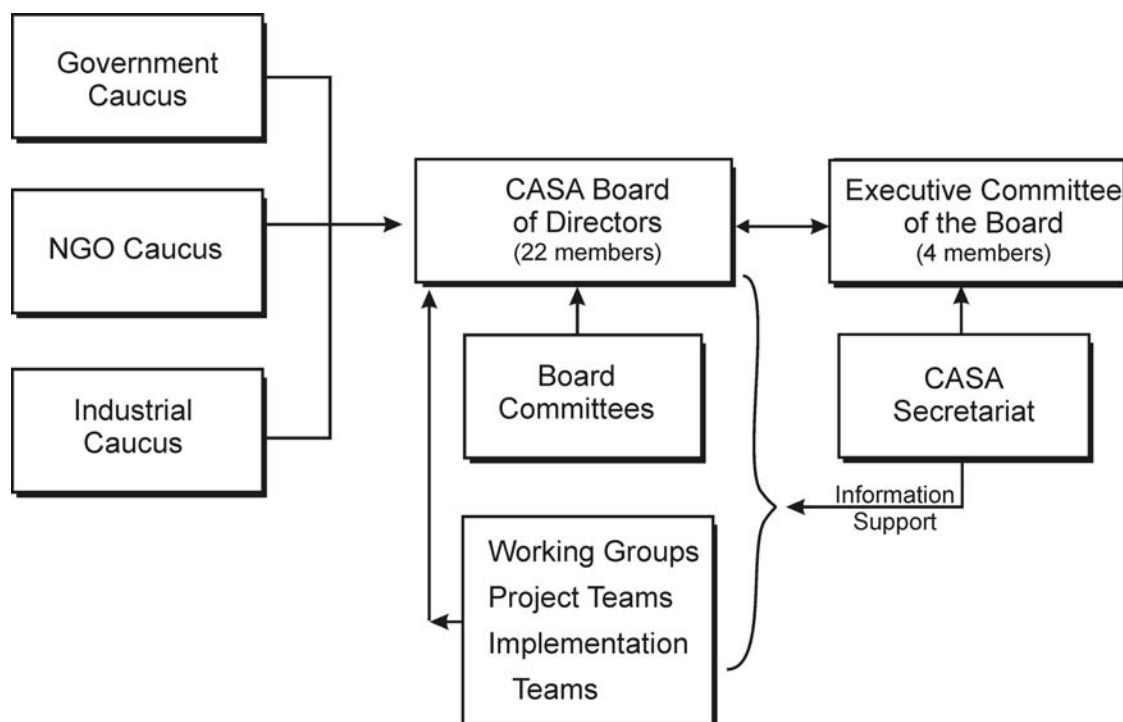 Government
Caucus
NGO Caucus
Industrial
Caucus
CASA Board
of Directors
(22 members)
Executive Committee
of the Board
(4 members)
Board
Committees
CASA
Secretariat
Information
Support
Working Groups
Project Teams
Implementation
Teams